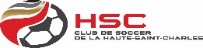 HSC
CLUB DE SOCCER
DE LA HAUTE-SAINT-CHARLES